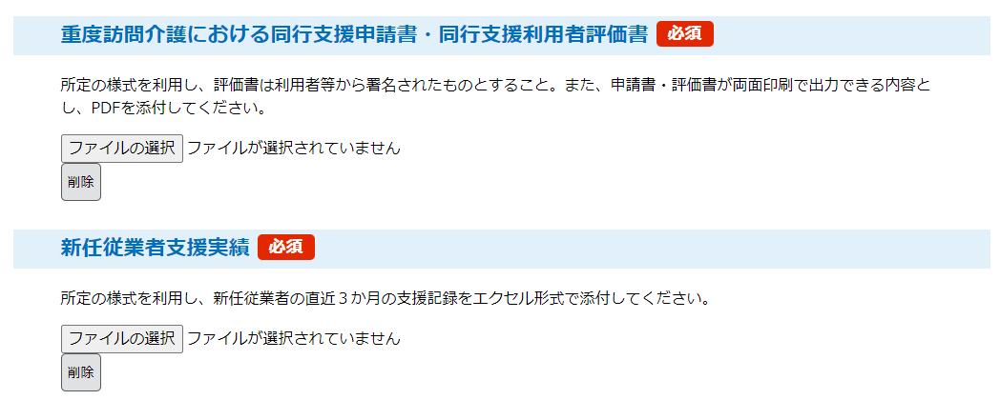 重度訪問介護における同行支援申請書・同行支援利用者評価書 必須
所定の様式を利用し、評価書は利用者等から署名されたものとすること。また、申請書・評価書が両面印刷で出力できる内容と
し、PDFを添付してください。
ファイルの選択 ファイルが選択されていません
削除
新任従業者支援実績 必須
所定の様式を利用し、新任従業者の直近３か月の支援記録をエクセル形式で添付してください。
ファイルの選択 ファイルが選択されていません
削除